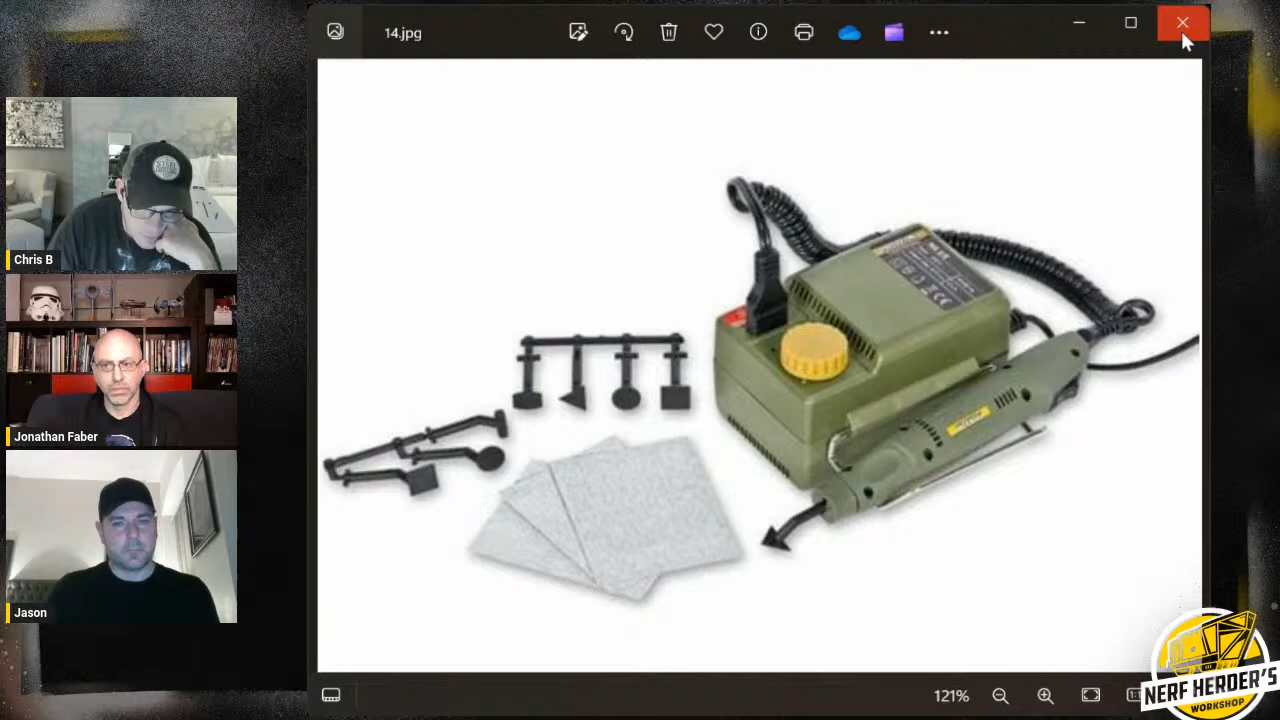 14.jpg
Chris B
Jonathan Faber
Jason
121%
NERF HERDER'S
WORKSHOP